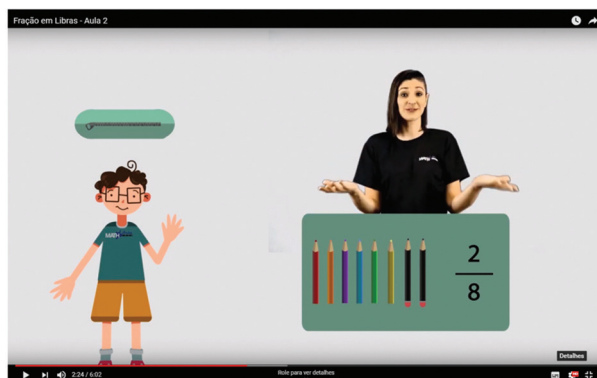 Fração em Libras - Aula 2
2
8
Detalhes
2:24 / 6:02
Role para ver detalhes